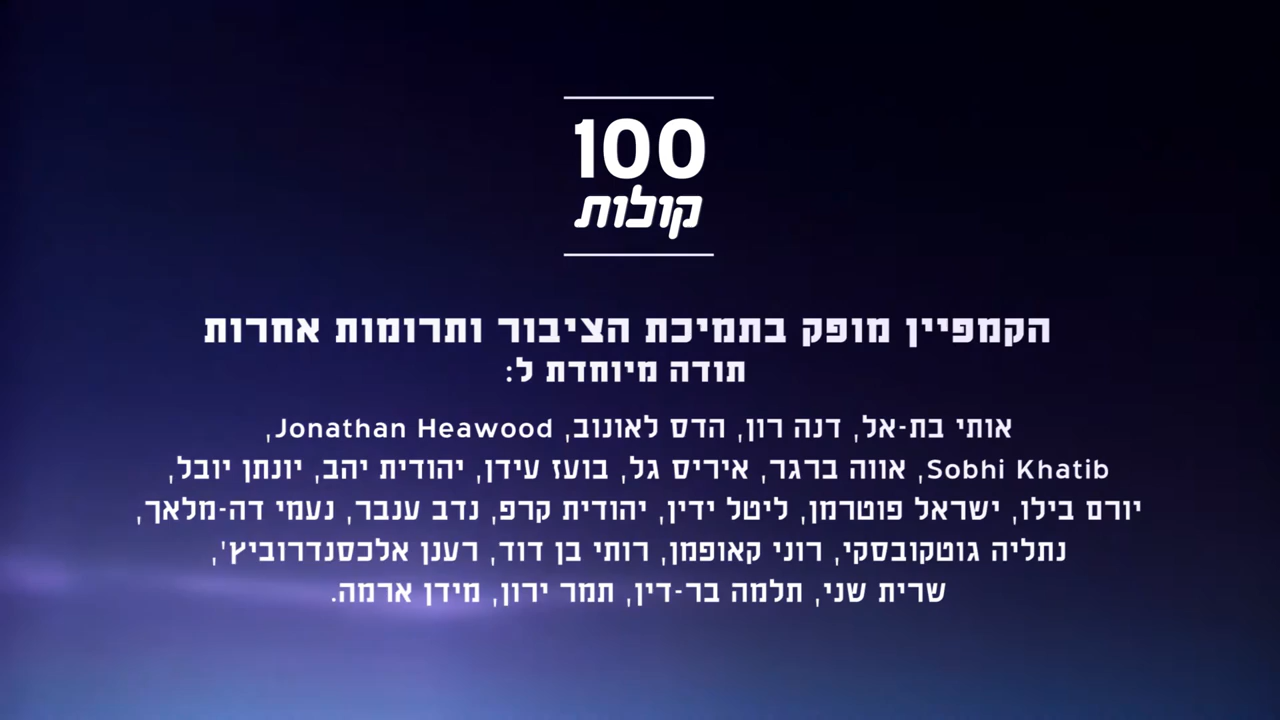 100
קולות
הקמפיין מופק בתמיכת הציבור ותרומות אחרות
תודה מיוחדת ל:
אותי בת-אל, דנה רון, הדס לאונוב, Jonathan Heawood,
Sobhi Khatib, אווה ברגר, איריס גל, בועז עידן, יהודית יהב, יונתן יובל,
יורם בילו, ישראל פוטרמן, ליטל ידין, יהודית קרפ, נדב ענבר, נעמי דה-מלאך,
נתליה גוטקובסקי, רוני קאופמן, רותי בן דוד, רענן אלכסנדרוביץ',
שרית שני, תלמה בר-דין, תמר ירון, מידן ארמה.